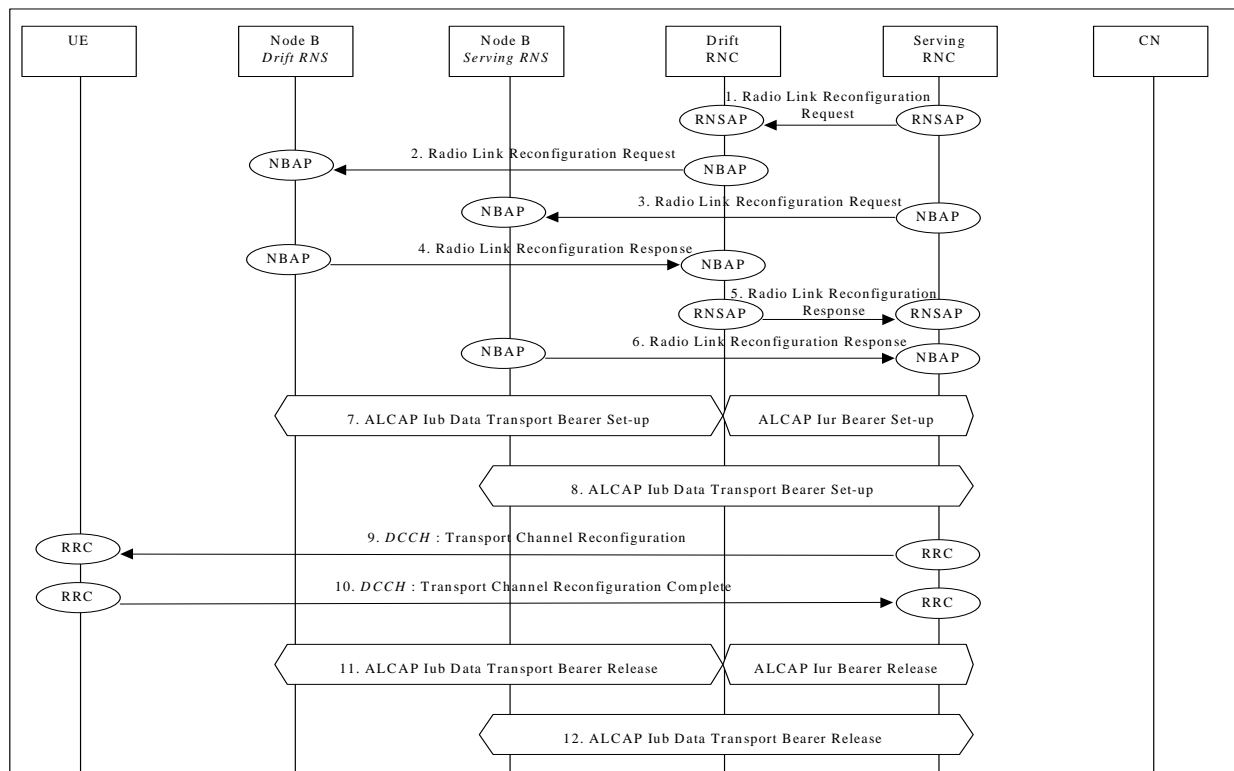 UE
Node B
Drift RNS
Node B
Serving RNS
Drift
RNC
Serving
RNC
CN
1. Radio Link Reconfiguration
Request
RNSAP
RNSAP
2. Radio Link Reconfiguration Request
NBAP
NBAP
3. Radio Link Reconfiguration Request
NBAP
NBAP
4. Radio Link Reconfiguration Response
NBAP
NBAP
5. Radio Link Reconfiguration
Response
RNSAP
RNSAP
6. Radio Link Reconfiguration Response
NBAP
NBAP
7. ALCAP Iub Data Transport Bearer Set-up
ALCAP Iur Bearer Set-up
8. ALCAP Iub Data Transport Bearer Set-up
9. DCCH : Transport Channel Reconfiguration
RRC
RRC
10. DCCH : Transport Channel Reconfiguration Complete
RRC
RRC
11. ALCAP Iub Data Transport Bearer Release
ALCAP Iur Bearer Release
12. ALCAP Iub Data Transport Bearer Release